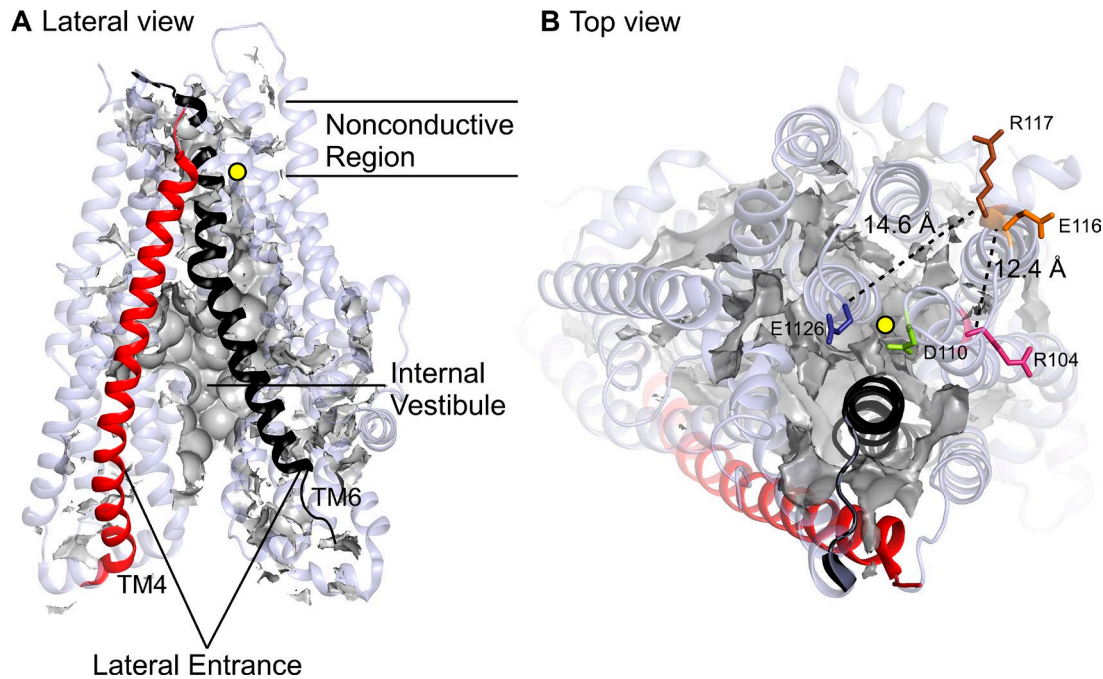 A Lateral view
Nonconductive
Region
Internal
Vestibule
TM6
TM4
Lateral Entrance
B Top view
R117
14.6 Å
E116
12.4 Å
E1126
D110
R104